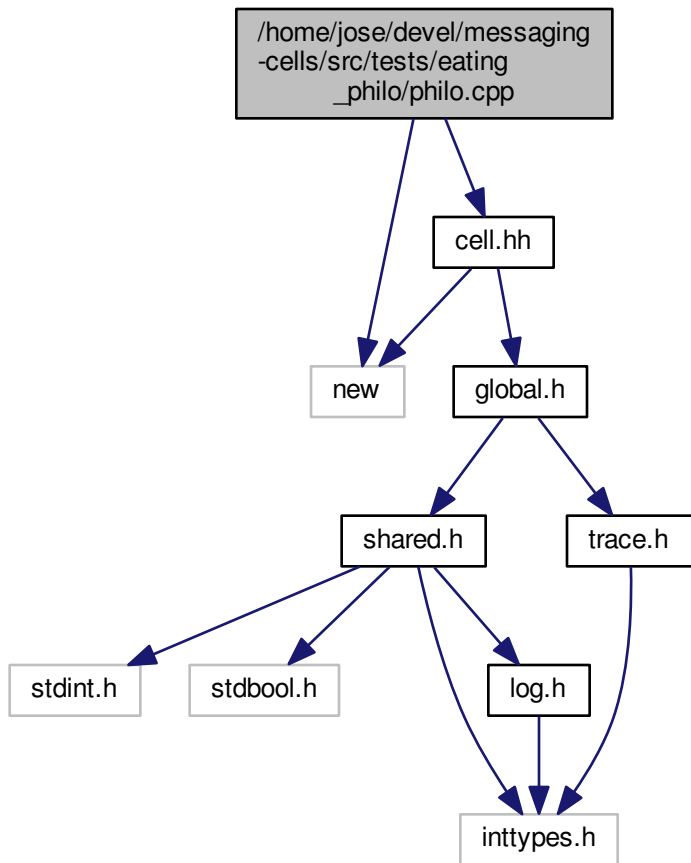 /home/jose/devel/messaging
-cells/src/tests/eating
_philo/philo.cpp
cell.hh
new
global.h
shared.h
trace.h
stdint.h
stdbool.h
log.h
inttypes.h